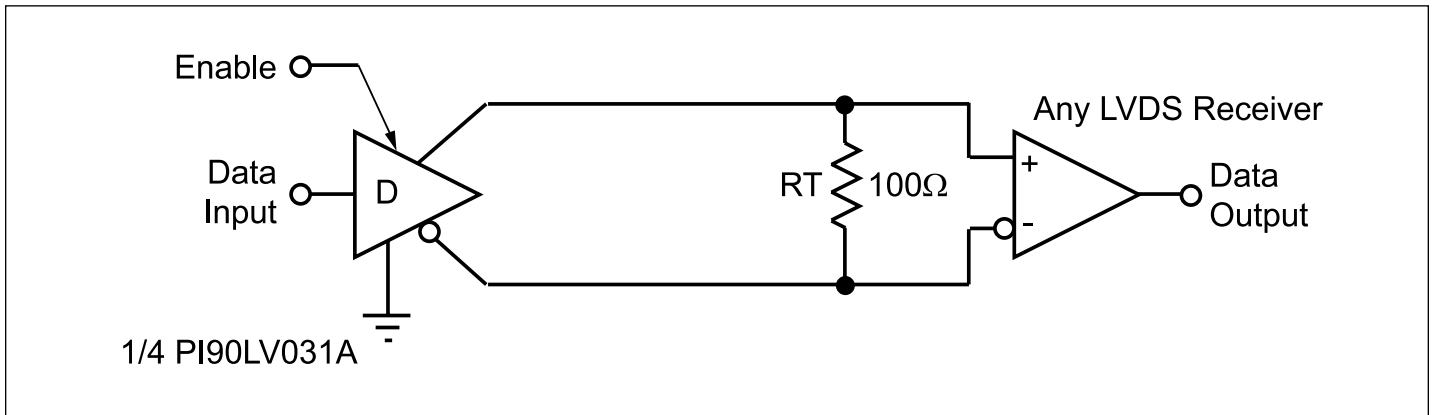 Enable
Any LVDS Receiver
Data
Input
D
RT
100Ω
+
-
Data
Output
1/4 PI90LV031A